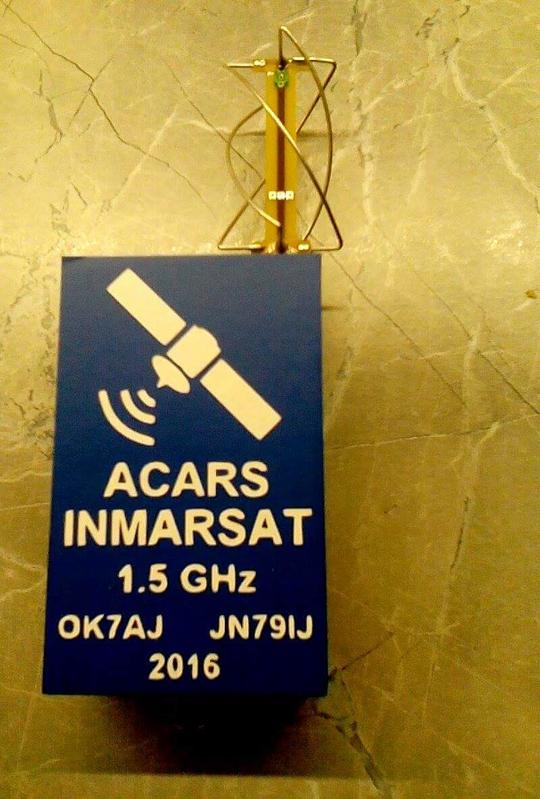 ACARS
INMARSAT
1.5 GHz
OK7AJ JN79IJ
2016